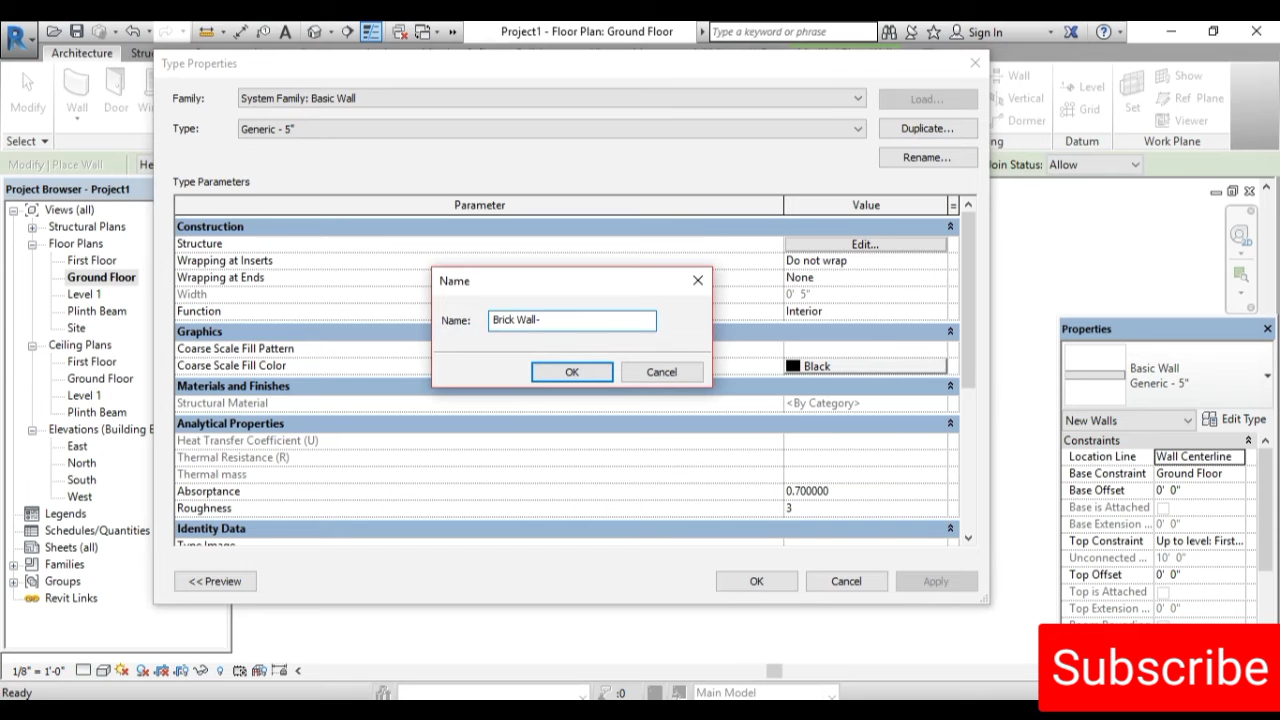 Project1 - Floor Plan: Ground Floor
Type a keyword or phrase
Sign In
Architecture
Modify
Wall
Door
Wall
Vertical
Dormer
Level
Grid
Set
Show
Ref Plane
Viewer
Select
Datum
Work Plane
Modify | Place Wall
Join Status: Allow
Project Browser - Project1
Views (all)
Structural Plans
Floor Plans
First Floor
Ground Floor
Level 1
Plinth Beam
Site
Ceiling Plans
First Floor
Ground Floor
Level 1
Plinth Beam
Elevations (Building E
East
North
South
West
Legends
Schedules/Quantities
Sheets (all)
Families
Groups
Revit Links
Type Properties
Family: System Family: Basic Wall
Load...
Type: Generic - 5"
Duplicate...
Rename...
Type Parameters
Parameter Value =
Construction
Structure Edit...
Wrapping at Inserts Do not wrap
Wrapping at Ends None
Width 0' 5"
Function Interior
Graphics
Coarse Scale Fill Pattern
Coarse Scale Fill Color Black
Materials and Finishes
Structural Material <By Category>
Analytical Properties
Heat Transfer Coefficient (U)
Thermal Resistance (R)
Thermal mass
Absorptance 0.700000
Roughness 3
Identity Data
Type Image
<< Preview OK Cancel Apply
Name
Name: Brick Wall-
OK Cancel
Properties
Basic Wall
Generic - 5"
New Walls Edit Type
Constraints
Location Line Wall Centerline
Base Constraint Ground Floor
Base Offset 0' 0"
Base is Attached
Base Extension ... 0' 0"
Top Constraint Up to level: First...
Unconnected ... 10' 0"
Top Offset 0' 0"
Top is Attached
Top Extension ... 0' 0"
Subscribe
1/8" = 1'-0"
Ready
:0
Main Model